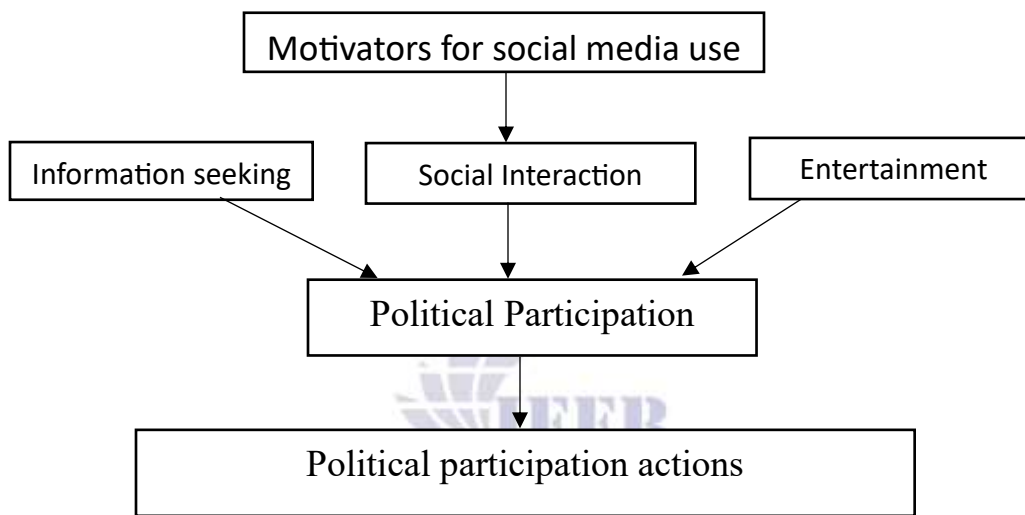 Motivators for social media use
Information seeking
Social Interaction
Entertainment
Political Participation
Political participation actions